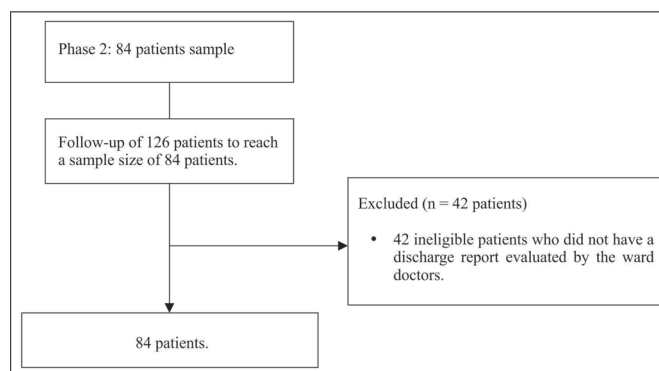 Phase 2: 84 patients sample
Follow-up of 126 patients to reach
a sample size of 84 patients.
Excluded (n = 42 patients)
• 42 ineligible patients who did not have a
discharge report evaluated by the ward
doctors.
84 patients.